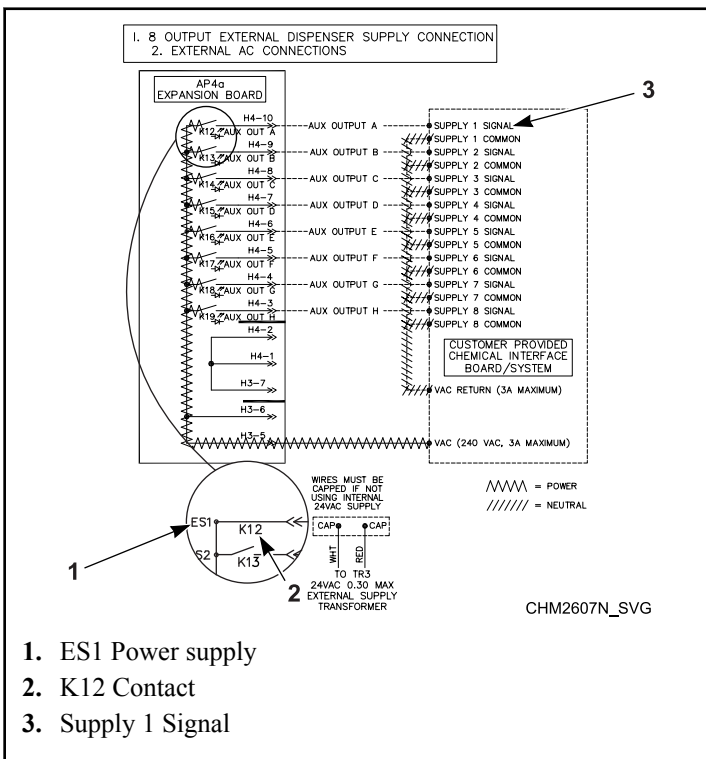 1. 8 OUTPUT EXTERNAL DISPENSER SUPPLY CONNECTION
2. EXTERNAL AC CONNECTIONS
AP4a
EXPANSION BOARD
3
H4-10
K12 AUX OUT A
AUX OUTPUT A
SUPPLY 1 SIGNAL
SUPPLY 1 COMMON
H4-9
K13 AUX OUT B
AUX OUTPUT B
SUPPLY 2 SIGNAL
SUPPLY 2 COMMON
H4-8
K14 AUX OUT C
AUX OUTPUT C
SUPPLY 3 SIGNAL
SUPPLY 3 COMMON
H4-7
K15 AUX OUT D
AUX OUTPUT D
SUPPLY 4 SIGNAL
SUPPLY 4 COMMON
H4-6
K16 AUX OUT E
AUX OUTPUT E
SUPPLY 5 SIGNAL
SUPPLY 5 COMMON
H4-5
K17 AUX OUT F
AUX OUTPUT F
SUPPLY 6 SIGNAL
SUPPLY 6 COMMON
H4-4
K18 AUX OUT G
AUX OUTPUT G
SUPPLY 7 SIGNAL
SUPPLY 7 COMMON
H4-3
K19 AUX OUT H
AUX OUTPUT H
SUPPLY 8 SIGNAL
SUPPLY 8 COMMON
H4-2
H4-1
H3-7
H3-6
H3-5
CUSTOMER PROVIDED
CHEMICAL INTERFACE
BOARD/SYSTEM
VAC RETURN (3A MAXIMUM)
VAC (240 VAC, 3A MAXIMUM)
= POWER
= NEUTRAL
WIRES MUST BE
CAPPED IF NOT
USING INTERNAL
24VAC SUPPLY
CAP CAP
WHT RED
TO TR3
24VAC 0.30 MAX
EXTERNAL SUPPLY
TRANSFORMER
ES1
K12
S2
K13
1
2
CHM2607N_SVG
1. ES1 Power supply
2. K12 Contact
3. Supply 1 Signal